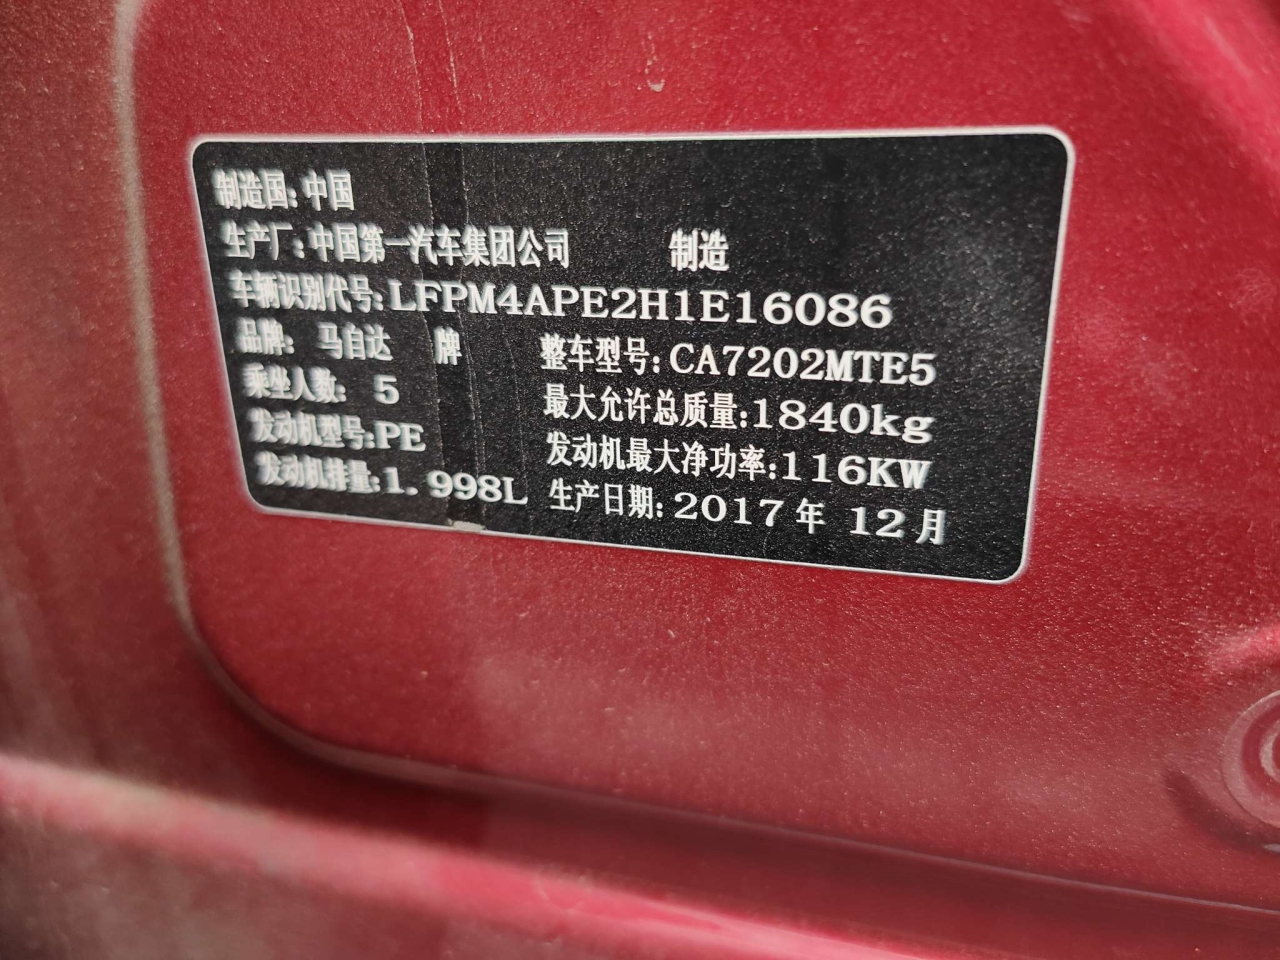 制造国:中国
生产厂:中国第一汽车集团公司 制造
车辆识别代号:LFPM4APE2H1E16086
品牌: 马自达 牌 整车型号:CA7202MTE5
乘坐人数: 5 最大允许总质量:1840kg
发动机型号:PE 发动机最大净功率:116KW
发动机排量:1.998L 生产日期:2017年 12月